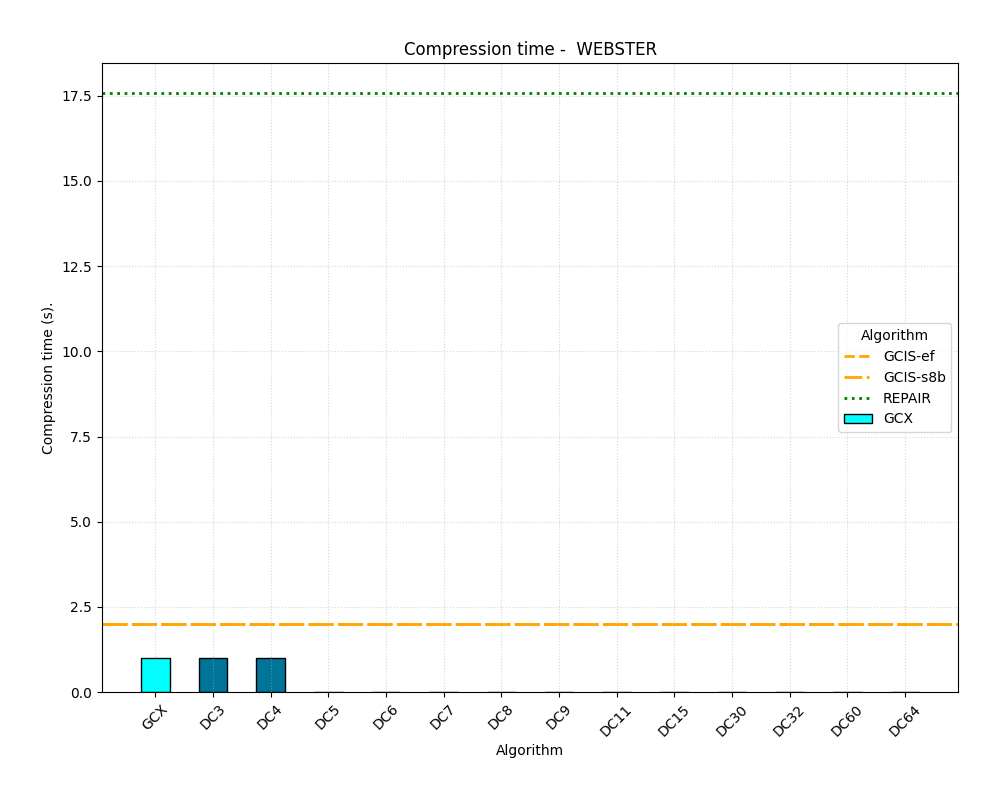 Compression time -  WEBSTER
17.5
15.0
12.5
10.0
7.5
5.0
2.5
0.0
Compression time (s).
Algorithm
GCIS-ef
GCIS-s8b
REPAIR
GCX
GCX
DC3
DC4
DC5
DC6
DC7
DC8
DC9
DC11
DC15
DC30
DC32
DC60
DC64
Algorithm